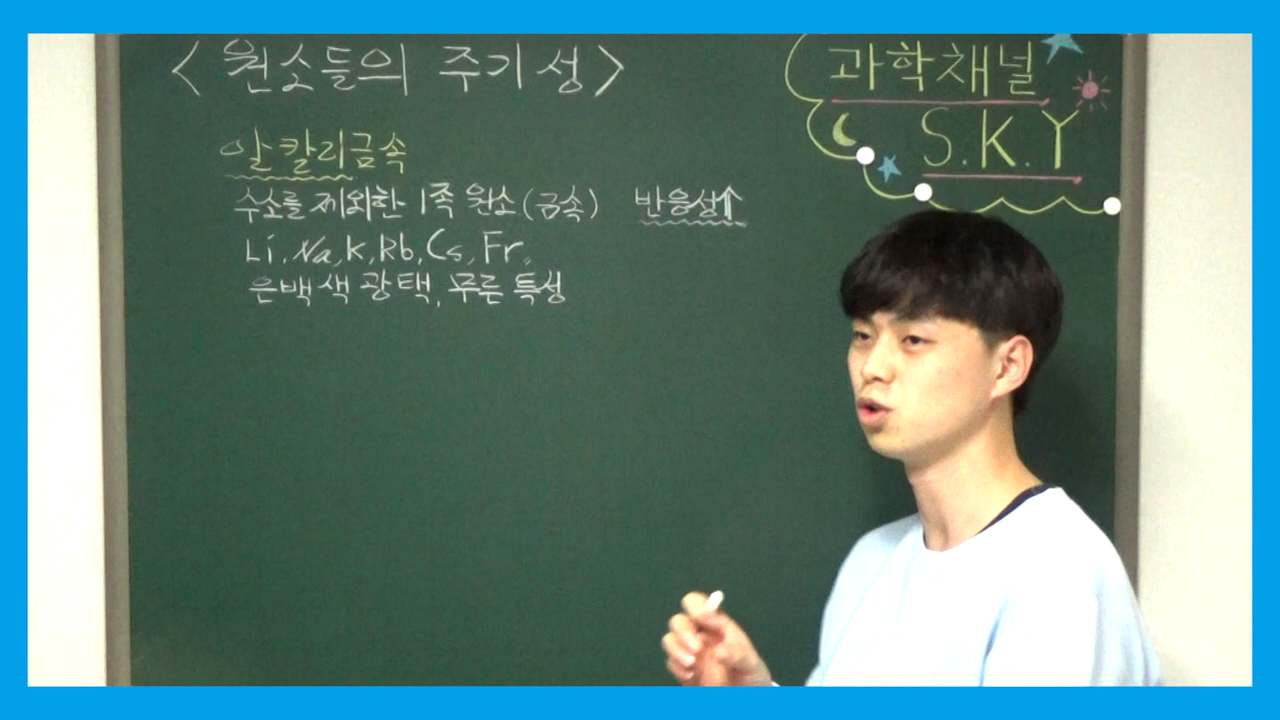 <원소들의 주기성>
알칼리금속
수소를 제외한 1족 원소(금속) 반응성↑
Li, Na, K, Rb, Cs, Fr,,
은백색 광택, 무른 특성
과학채널
S.K.Y